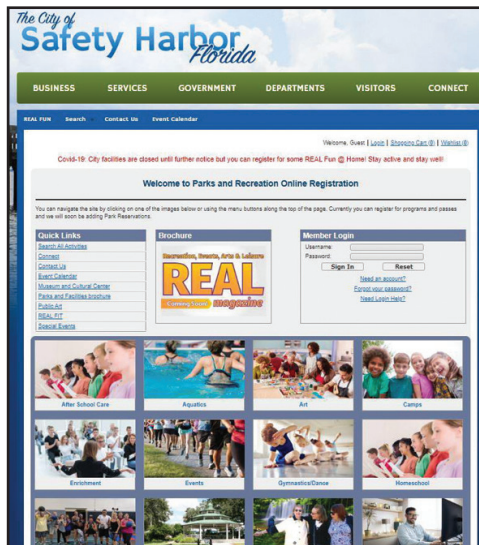 The City of
Safety Harbor
Florida
BUSINESS SERVICES GOVERNMENT DEPARTMENTS VISITORS CONNECT
REAL FUN Search Contact Us Event Calendar
Welcome, Guest | Login | Shopping Cart (0) | Wishlist (0)
Covid-19: City facilities are closed until further notice but you can register for some REAL Fun @ Home! Stay active and stay well!
Welcome to Parks and Recreation Online Registration
You can navigate the site by clicking on one of the images below or using the menu buttons along the top of the page. Currently you can register for programs and passes
and we will soon be adding Park Reservations.
Quick Links
Search All Activities
Connect
Contact Us
Event Calendar
Museum and Cultural Center
Parks and Facilities brochure
Public Art
REAL FIT
Special Events
Brochure
Recreation, Events, Arts & Leisure
REAL
Coming Soon! magazine
Member Login
Username:
Password:
Sign In Reset
Need an account?
Forgot your password?
Need Login Help?
After School Care Aquatics Art Camps
Enrichment Events Gymnastics/Dance Homeschool